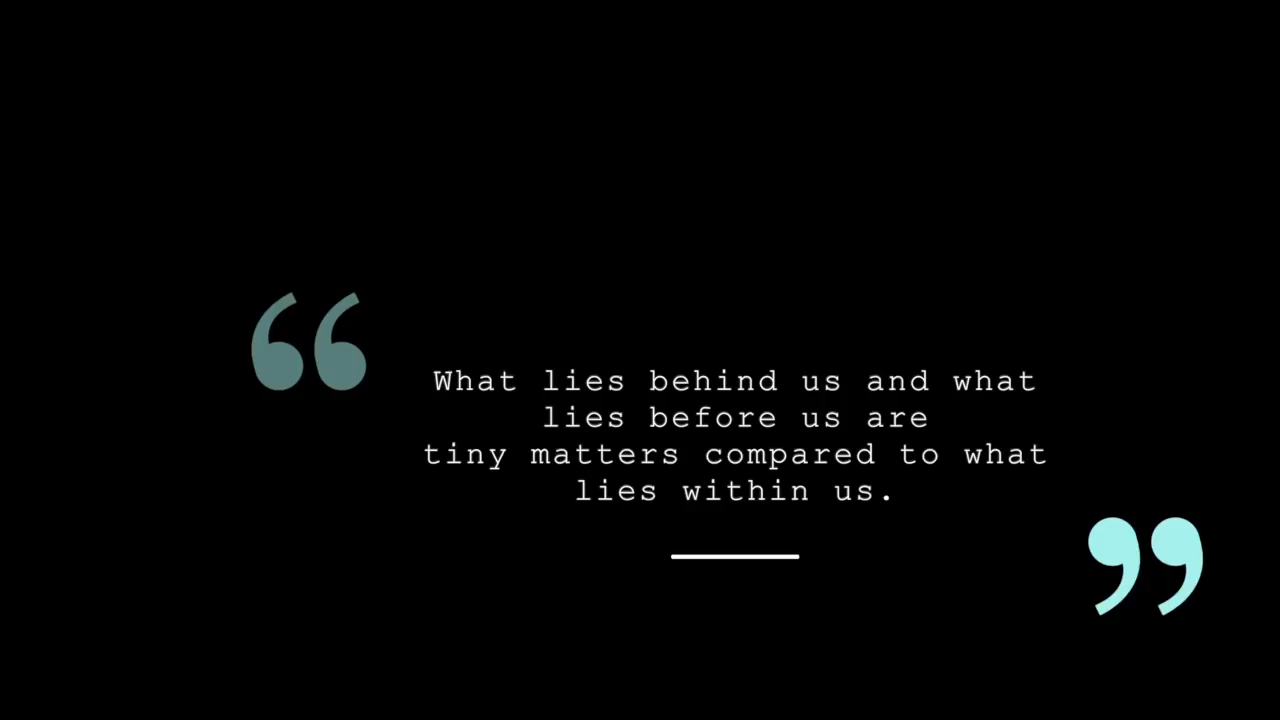 What lies behind us and what
lies before us are
tiny matters compared to what
lies within us.